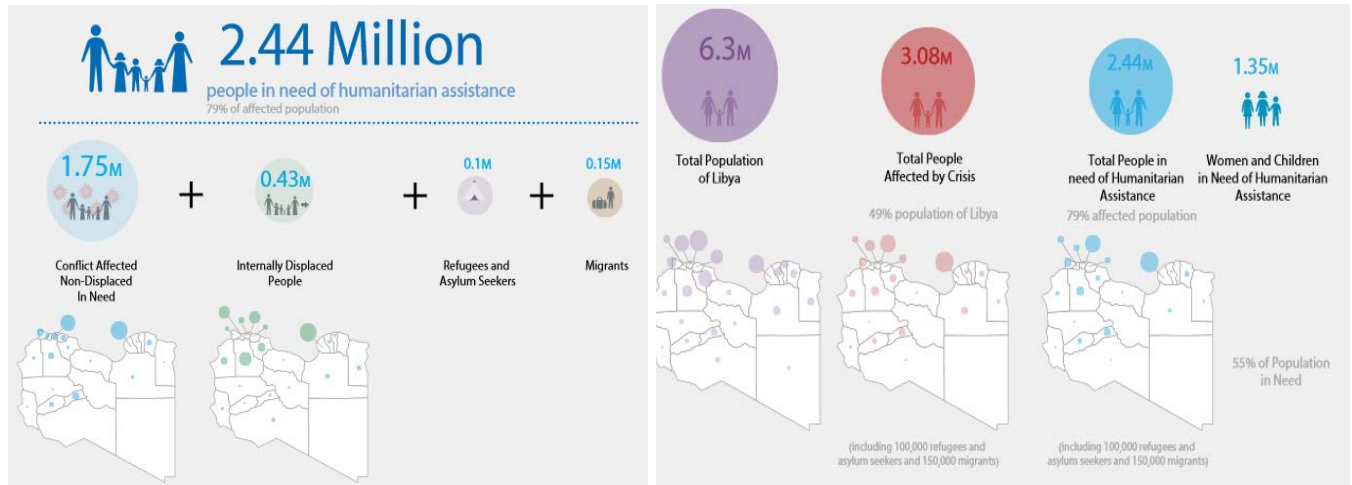 2.44 Million
people in need of humanitarian assistance
79% of affected population
1.75M
+
0.43M
+
0.1M
+
0.15M
Conflict Affected
Non-Displaced
In Need
Internally Displaced
People
Refugees and
Asylum Seekers
Migrants
6.3M
Total Population
of Libya
3.08M
Total People
Affected by Crisis
49% population of Libya
(including 100,000 refugees and
asylum seekers and 150,000 migrants)
2.44M
Total People in
need of Humanitarian
Assistance
79% affected population
(including 100,000 refugees and
asylum seekers and 150,000 migrants)
1.35M
Women and Children
in Need of Humanitarian
Assistance
55% of Population
in Need